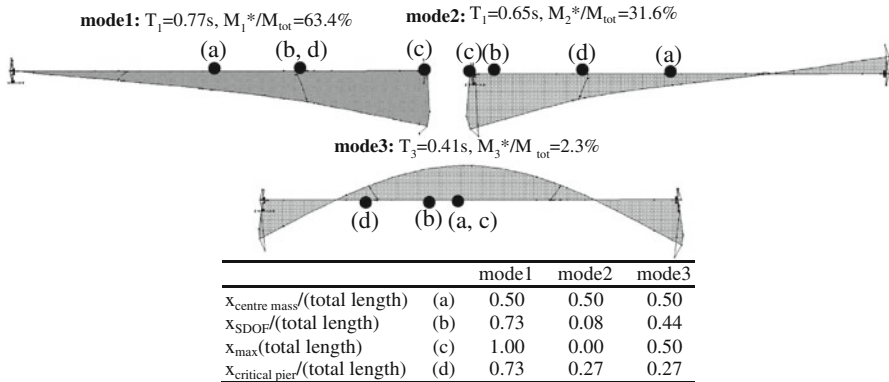 mode1: T₁=0.77s, M₁*/Mtot=63.4%
mode2: T₁=0.65s, M₂*/Mtot=31.6%
(a) (b, d) (c) (c) (b) (d) (a)
mode3: T₃=0.41s, M₃*/M tot=2.3%
(d) (b) (a, c)
mode1 mode2 mode3
xcentre mass/(total length) (a) 0.50 0.50 0.50
xSDOF/(total length) (b) 0.73 0.08 0.44
xmax(total length) (c) 1.00 0.00 0.50
xcritical pier/(total length) (d) 0.73 0.27 0.27